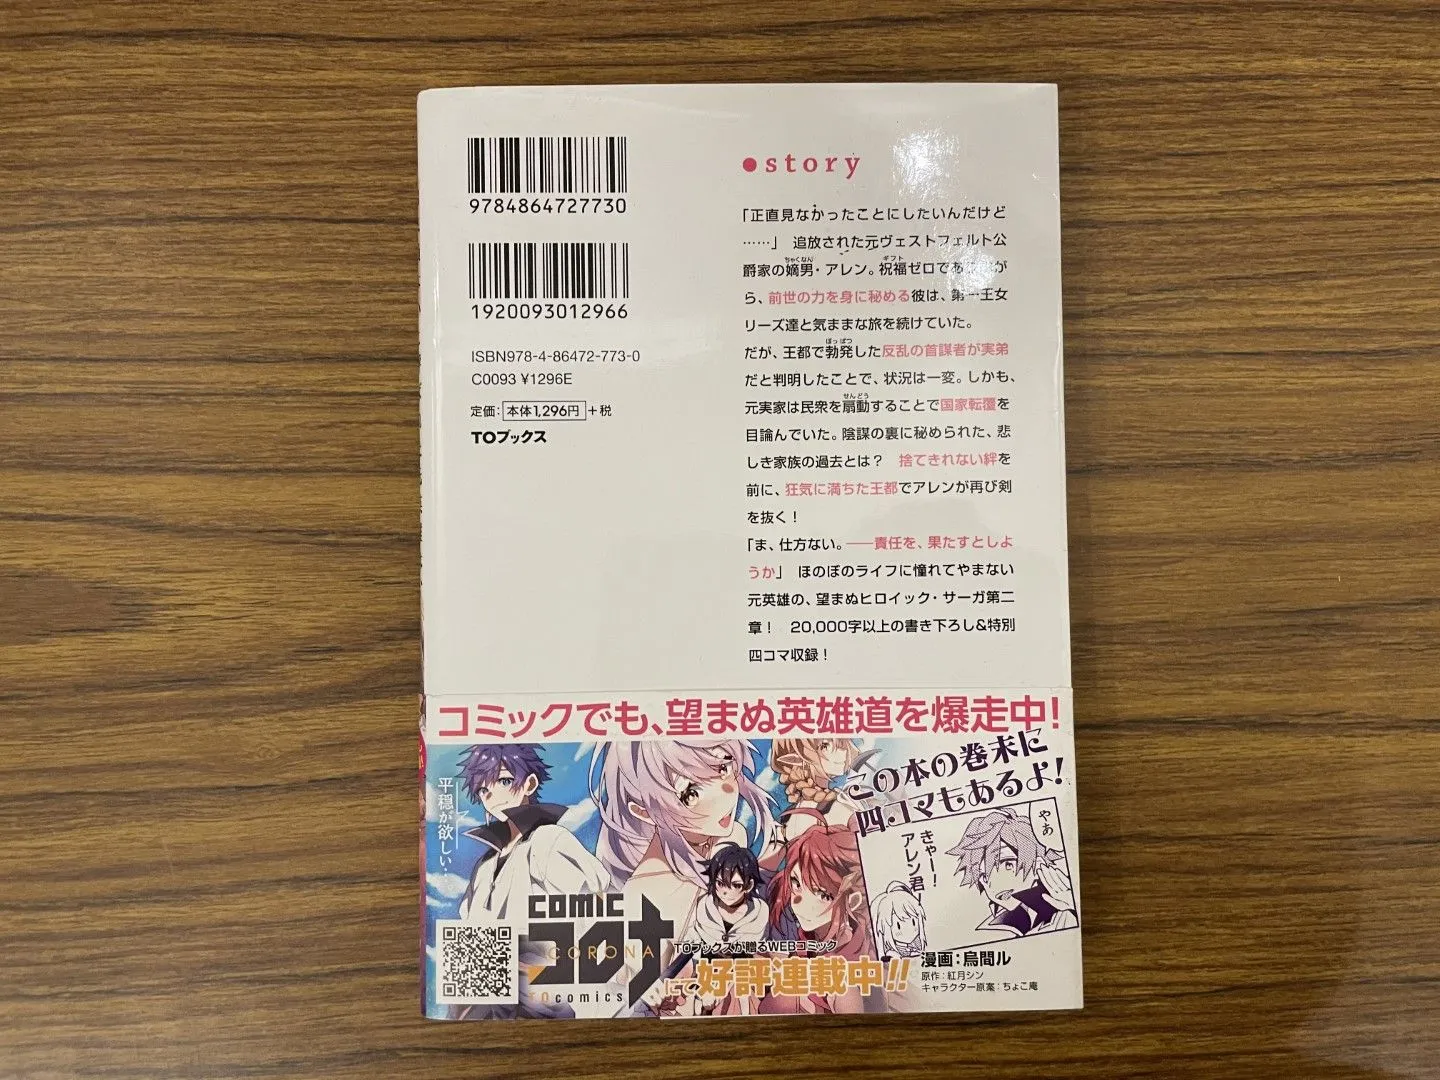 9784864727730
1920093012966
ISBN978-4-86472-773-0
C0093 ¥1296E
定価：本体1,296円＋税
TOブックス
●story
「正直見なかったことにしたいんだけど
……」　追放された元ヴェストフェルト公
爵家の嫡男・アレン。祝福ゼロであ
ちゃくなん
ギフト
ら、前世の力を身に秘める彼は、第一王女
リーズ達と気ままな旅を続けていた。
だが、王都で勃発した反乱の首謀者が実弟
ぼっぱつ
だと判明したことで、状況は一変。しかも、
元実家は民衆を扇動することで国家転覆を
せんどう
目論んでいた。陰謀の裏に秘められた、悲
しき家族の過去とは？　捨てきれない絆を
前に、狂気に満ちた王都でアレンが再び剣
を抜く！
「ま、仕方ない。──責任を、果たすとしよ
うか」　ほのぼのライフに憧れてやまない
元英雄の、望まぬヒロイック・サーガ第二
章！　20,000字以上の書き下ろし&特別
四コマ収録！
コミックでも、望まぬ英雄道を爆走中！
平穏が欲しい…
この本の巻末に
四コマもあるよ！
やあ
きゃー！
アレン君！
comic
コロナ
CORONA
TOcomics
TOブックスが贈るWEBコミック
にて好評連載中!!
漫画：烏間ル
原作：紅月シン
キャラクター原案：ちょこ庵